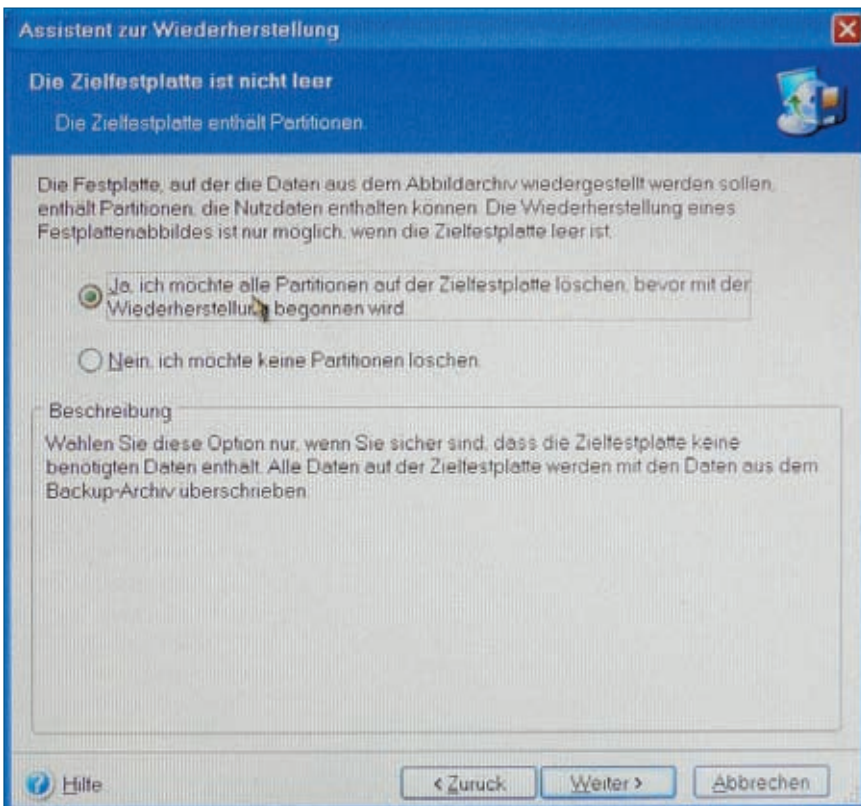 Assistent zur Wiederherstellung
Die Zielfestplatte ist nicht leer
Die Zielfestplatte enthält Partitionen.
Die Festplatte, auf der die Daten aus dem Abbildarchiv wiedergestellt werden sollen,
enthält Partitionen, die Nutzdaten enthalten können. Die Wiederherstellung eines
Festplattenabbildes ist nur möglich, wenn die Zielfestplatte leer ist.
Ja, ich möchte alle Partitionen auf der Zielfestplatte löschen, bevor mit der
Wiederherstellung begonnen wird.
Nein, ich möchte keine Partitionen löschen.
Beschreibung
Wählen Sie diese Option nur, wenn Sie sicher sind, dass die Zielfestplatte keine
benötigten Daten enthält. Alle Daten auf der Zielfestplatte werden mit den Daten aus dem
Backup-Archiv überschrieben.
Hilfe
< Zurück
Weiter >
Abbrechen